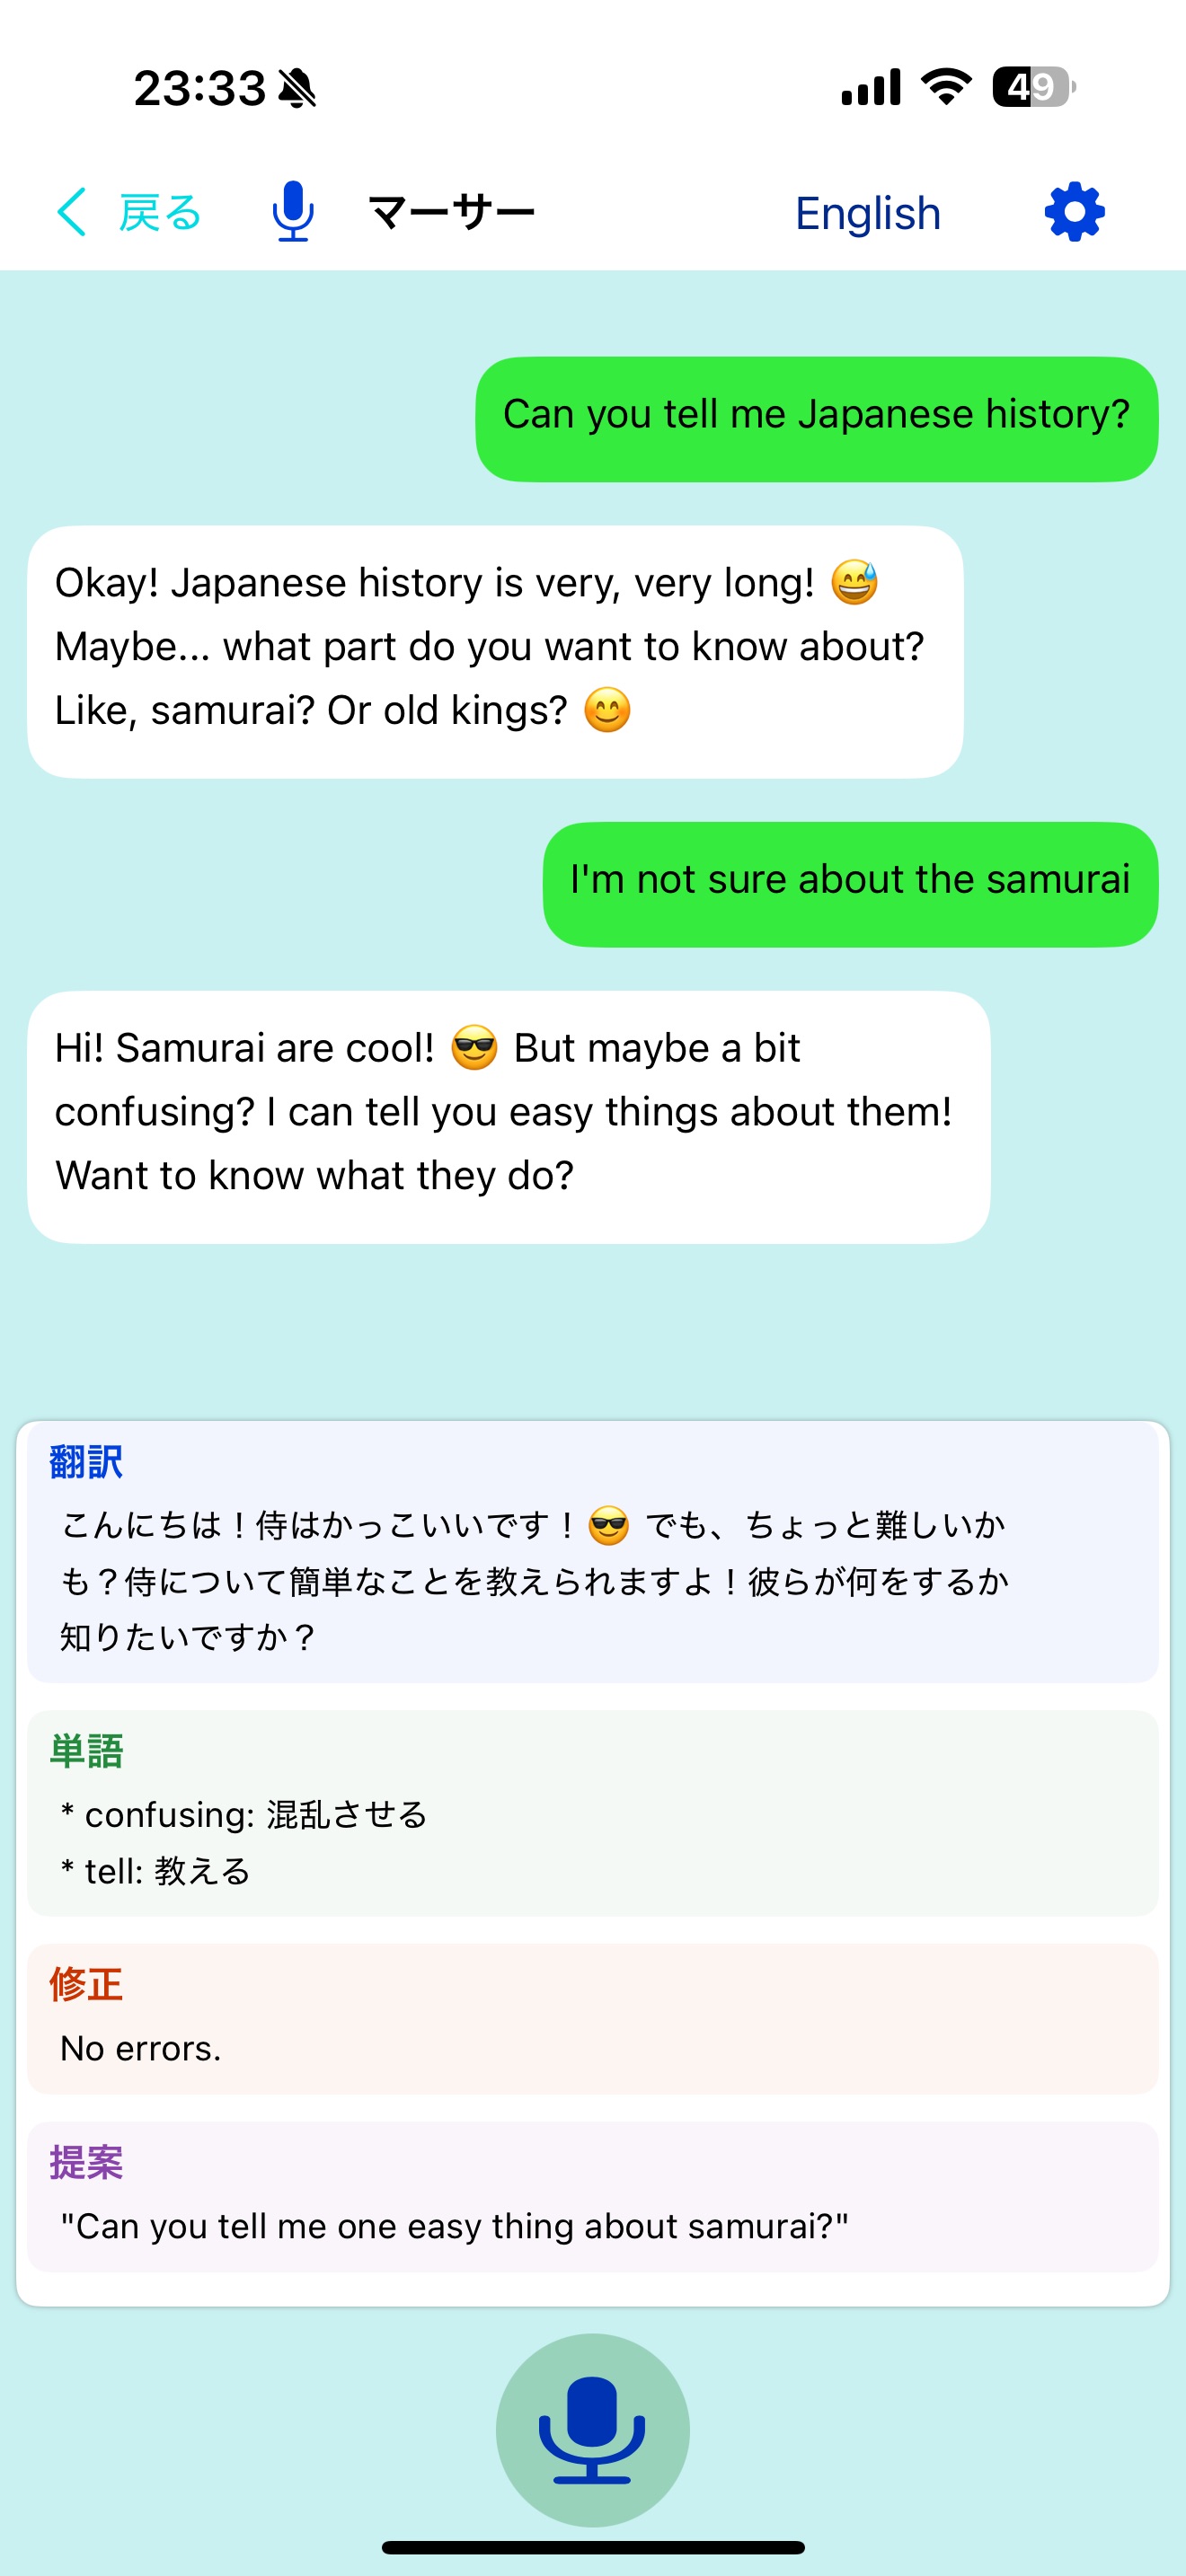 23:33
49
戻る マーサー English
Can you tell me Japanese history?
Okay! Japanese history is very, very long! 😅
Maybe... what part do you want to know about?
Like, samurai? Or old kings? 😊
I'm not sure about the samurai
Hi! Samurai are cool! 😎 But maybe a bit
confusing? I can tell you easy things about them!
Want to know what they do?
翻訳
こんにちは！侍はかっこいいです！😎 でも、ちょっと難しいか
も？侍について簡単なことを教えられますよ！彼らが何をするか
知りたいですか？
単語
* confusing: 混乱させる
* tell: 教える
修正
No errors.
提案
"Can you tell me one easy thing about samurai?"